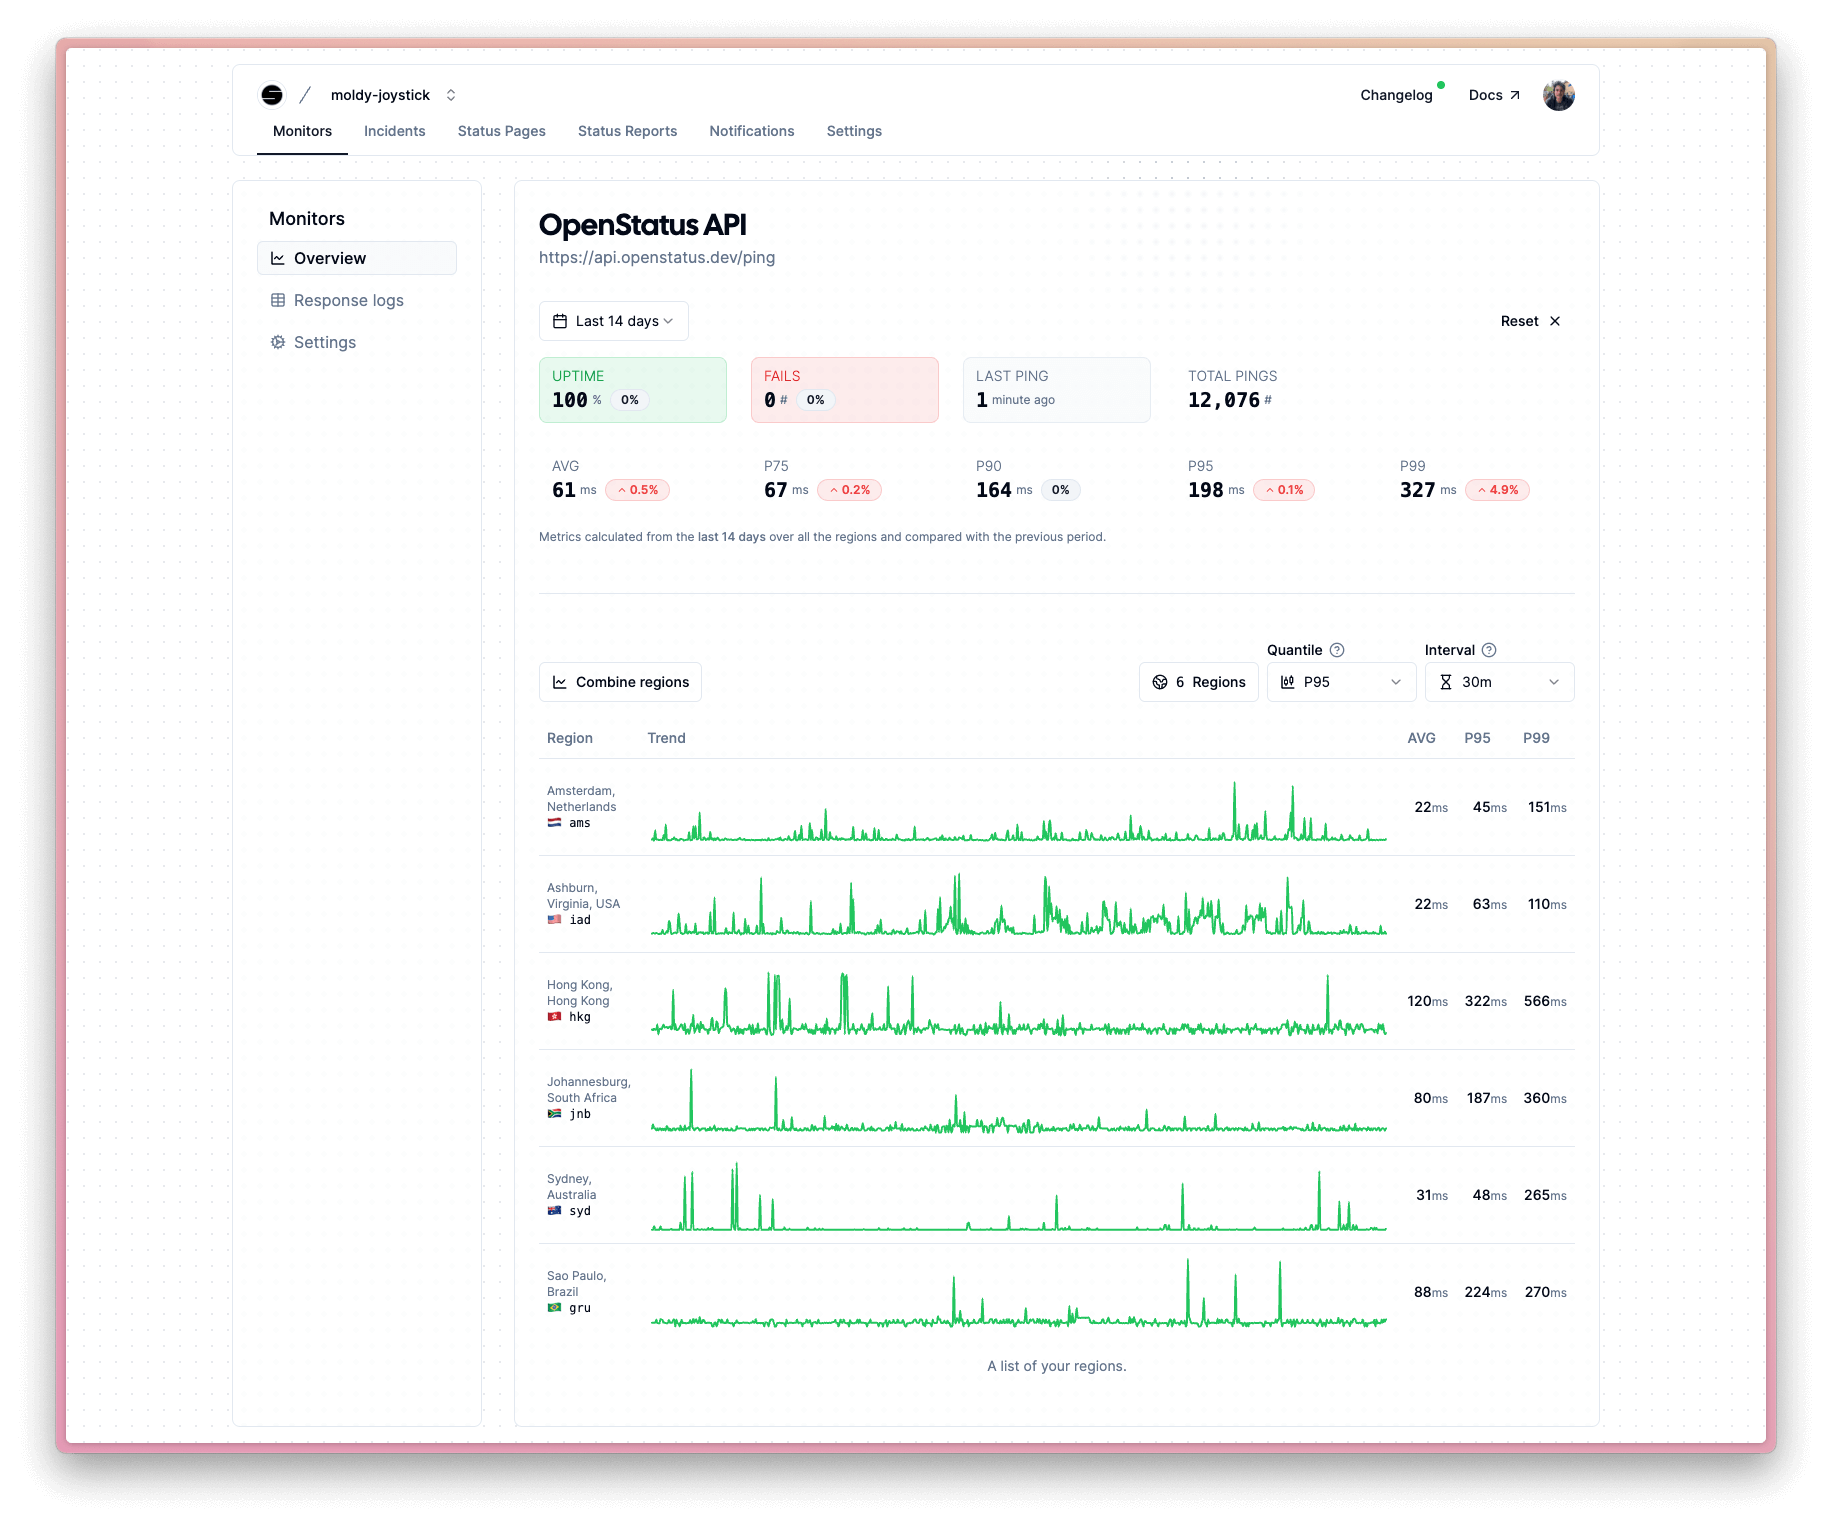 moldy-joystick
Changelog
Docs
Monitors Incidents Status Pages Status Reports Notifications Settings
Monitors
Overview
Response logs
Settings
OpenStatus API
https://api.openstatus.dev/ping
Last 14 days
Reset
UPTIME
100 % 0%
FAILS
0 # 0%
LAST PING
1 minute ago
TOTAL PINGS
12,076 #
AVG
61 ms 0.5%
P75
67 ms 0.2%
P90
164 ms 0%
P95
198 ms 0.1%
P99
327 ms 4.9%
Metrics calculated from the last 14 days over all the regions and compared with the previous period.
Combine regions
6 Regions
Quantile
P95
Interval
30m
Region Trend AVG P95 P99
Amsterdam,
Netherlands
ams
22ms 45ms 151ms
Ashburn,
Virginia, USA
iad
22ms 63ms 110ms
Hong Kong,
Hong Kong
hkg
120ms 322ms 566ms
Johannesburg,
South Africa
jnb
80ms 187ms 360ms
Sydney,
Australia
syd
31ms 48ms 265ms
Sao Paulo,
Brazil
gru
88ms 224ms 270ms
A list of your regions.